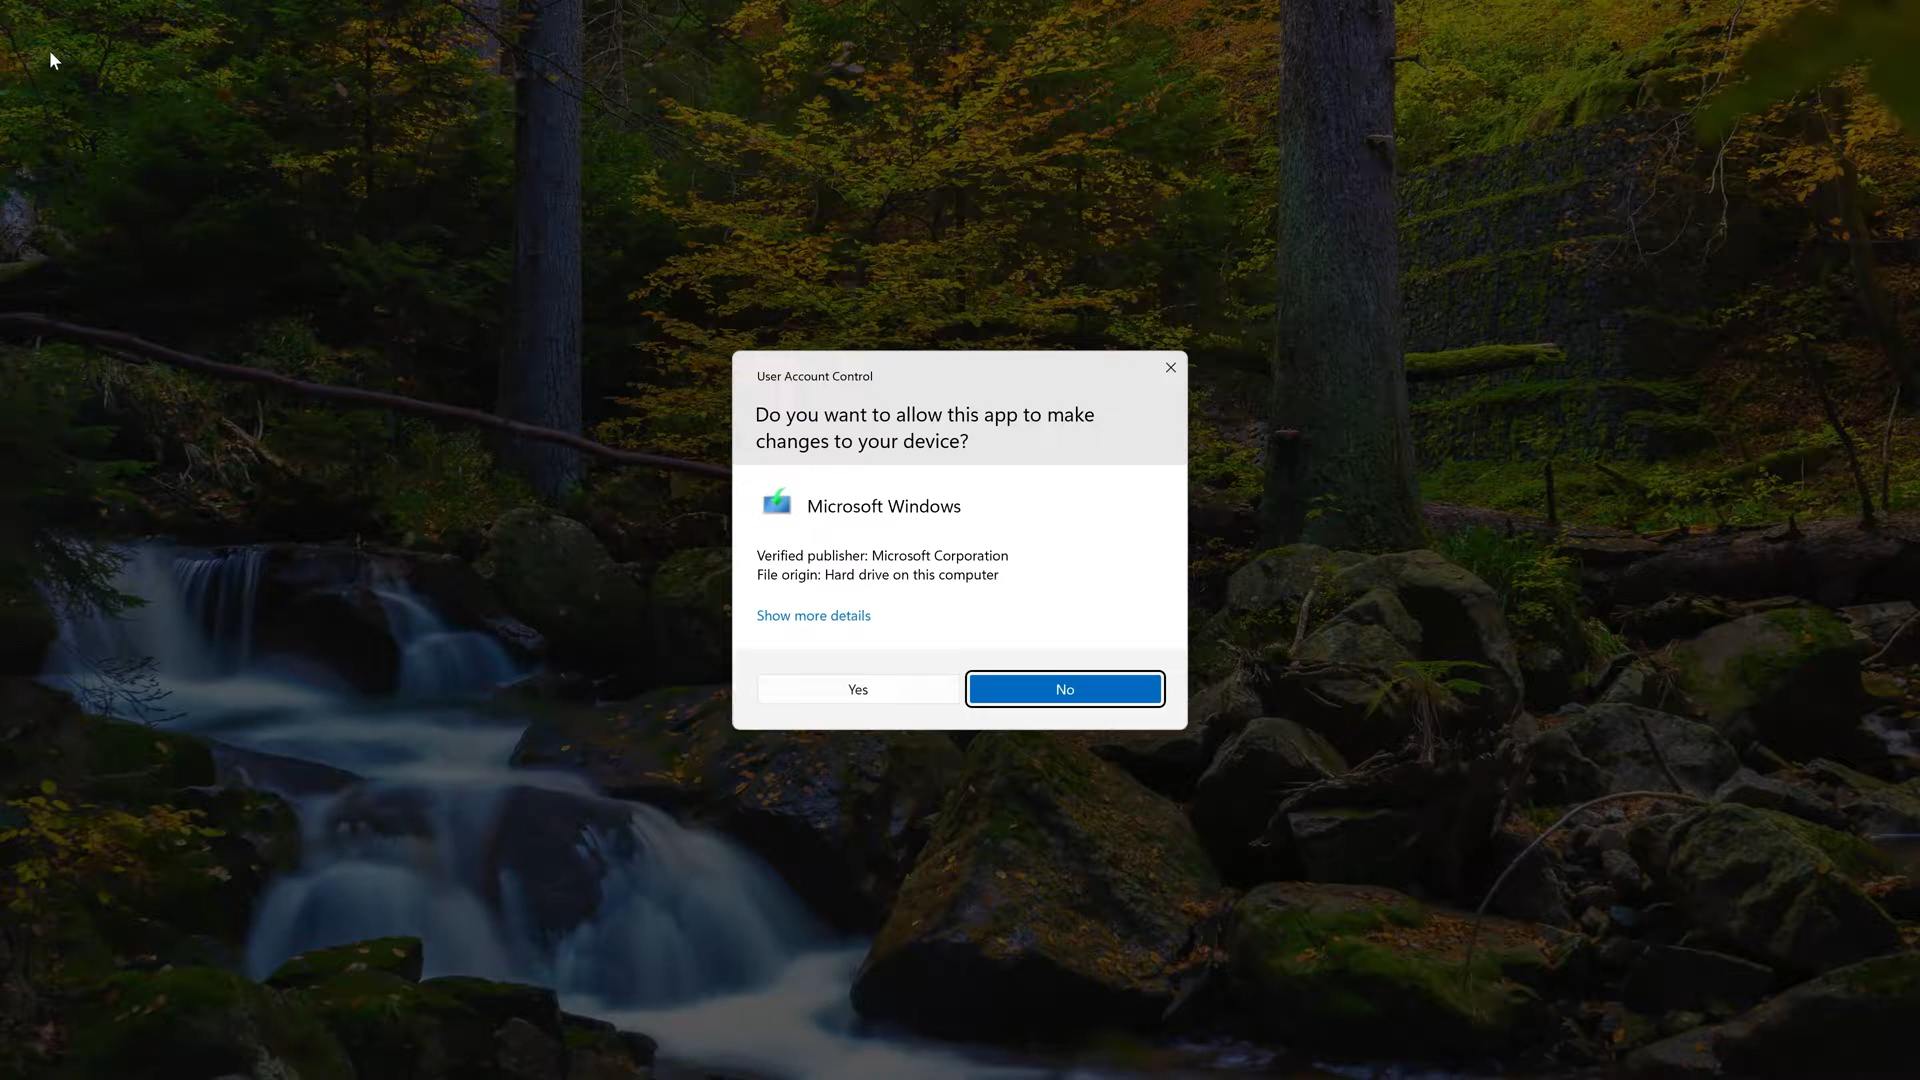 User Account Control
Do you want to allow this app to make
changes to your device?
Microsoft Windows
Verified publisher: Microsoft Corporation
File origin: Hard drive on this computer
Show more details
Yes
No